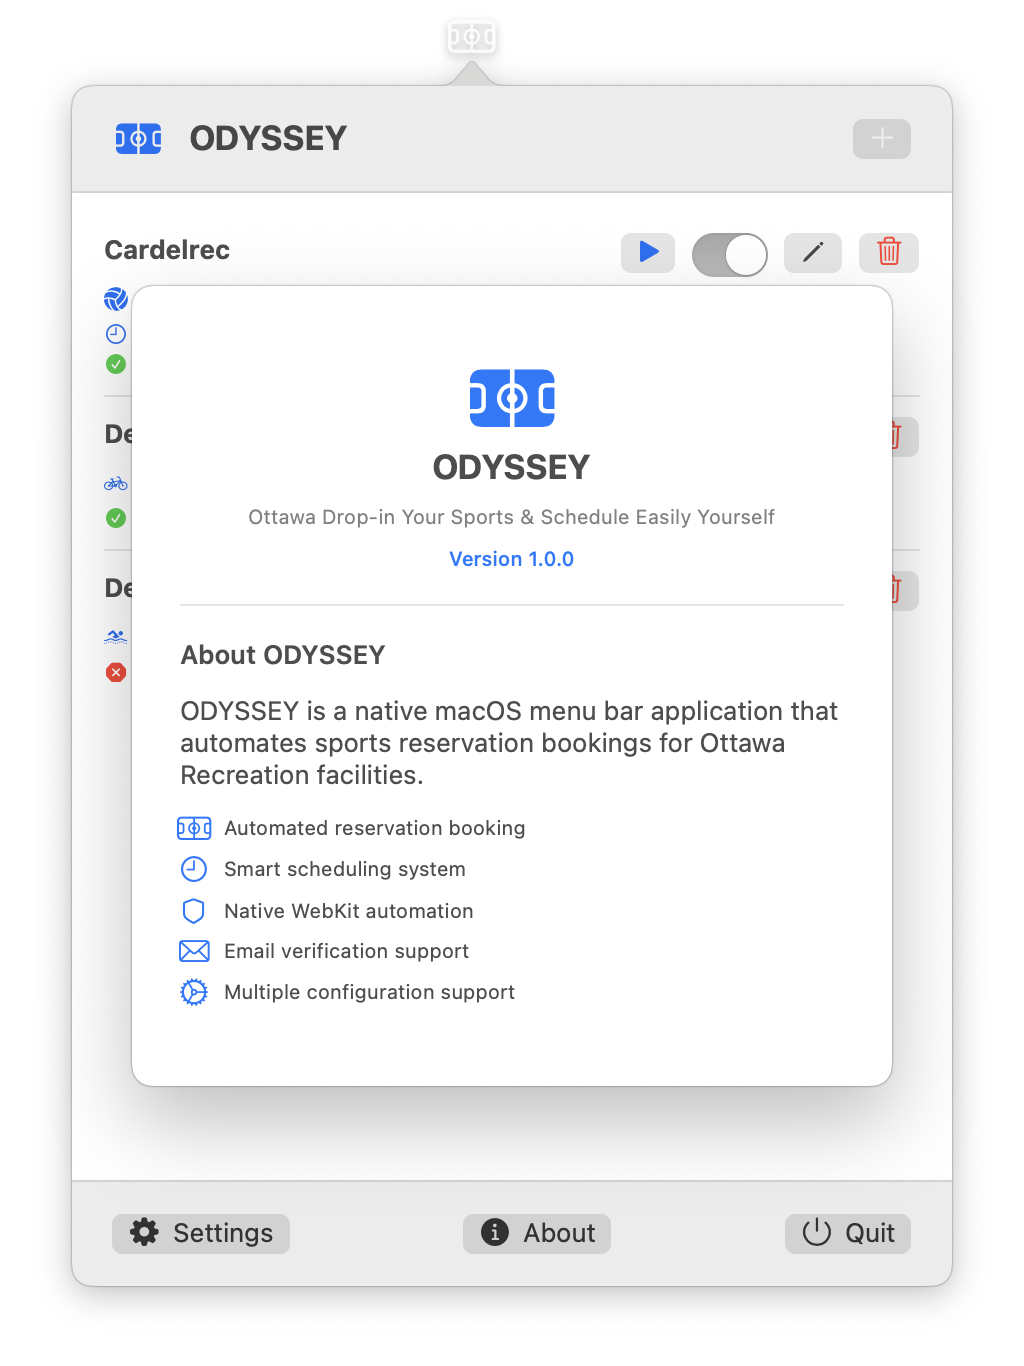 ODYSSEY
Cardelrec
De
De
ODYSSEY
Ottawa Drop-in Your Sports & Schedule Easily Yourself
Version 1.0.0
About ODYSSEY
ODYSSEY is a native macOS menu bar application that
automates sports reservation bookings for Ottawa
Recreation facilities.
Automated reservation booking
Smart scheduling system
Native WebKit automation
Email verification support
Multiple configuration support
Settings
About
Quit